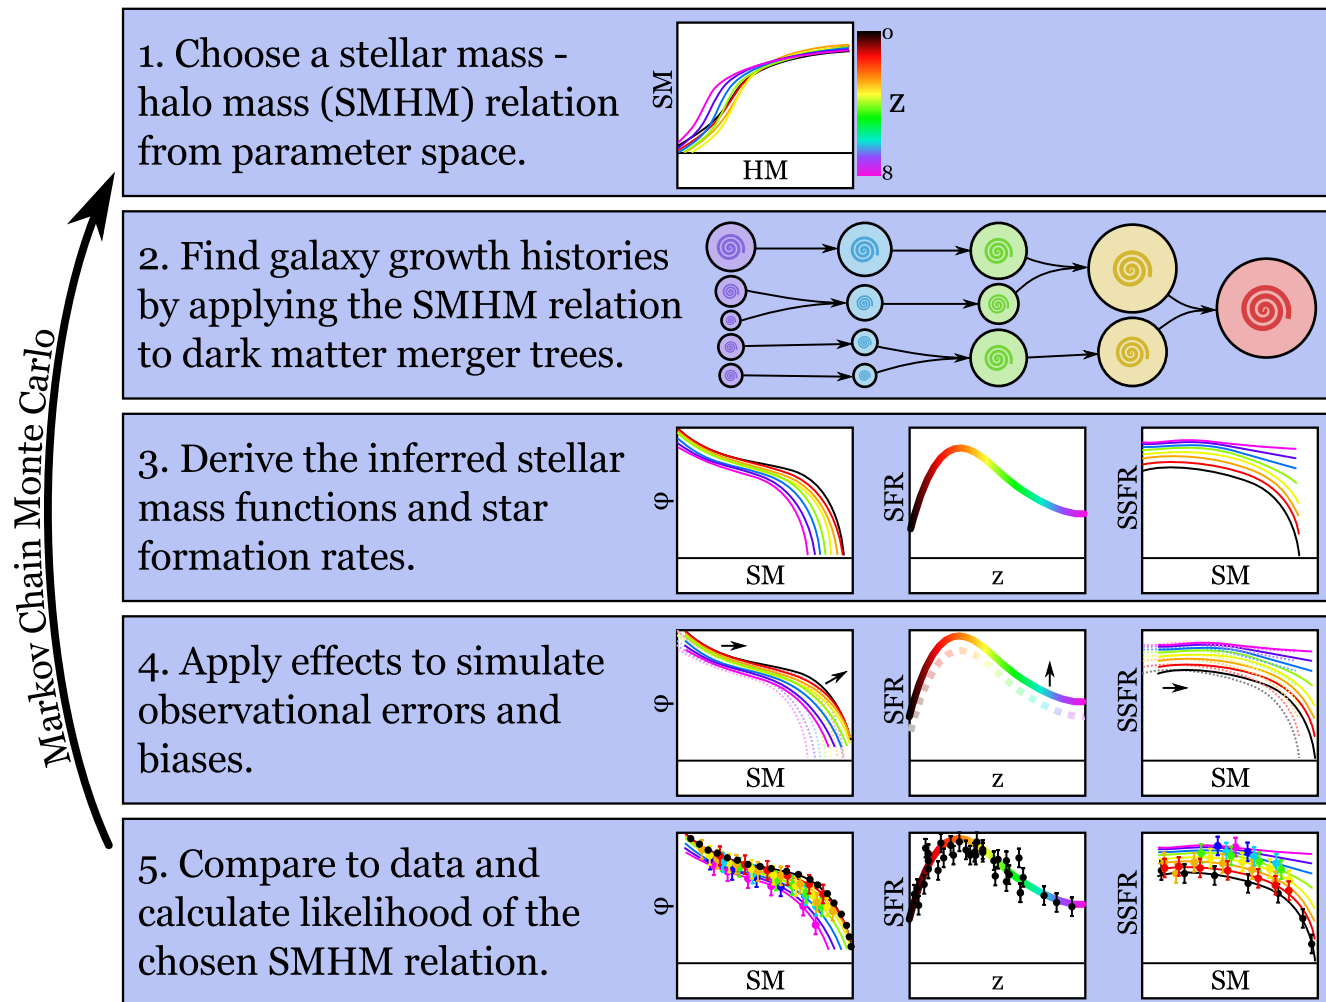 1. Choose a stellar mass -
halo mass (SMHM) relation
from parameter space.
SM
HM
0
z
8
2. Find galaxy growth histories
by applying the SMHM relation
to dark matter merger trees.
Markov Chain Monte Carlo
3. Derive the inferred stellar
mass functions and star
formation rates.
φ
SM
SFR
z
SSFR
SM
4. Apply effects to simulate
observational errors and
biases.
φ
SM
SFR
z
SSFR
SM
5. Compare to data and
calculate likelihood of the
chosen SMHM relation.
φ
SM
SFR
z
SSFR
SM